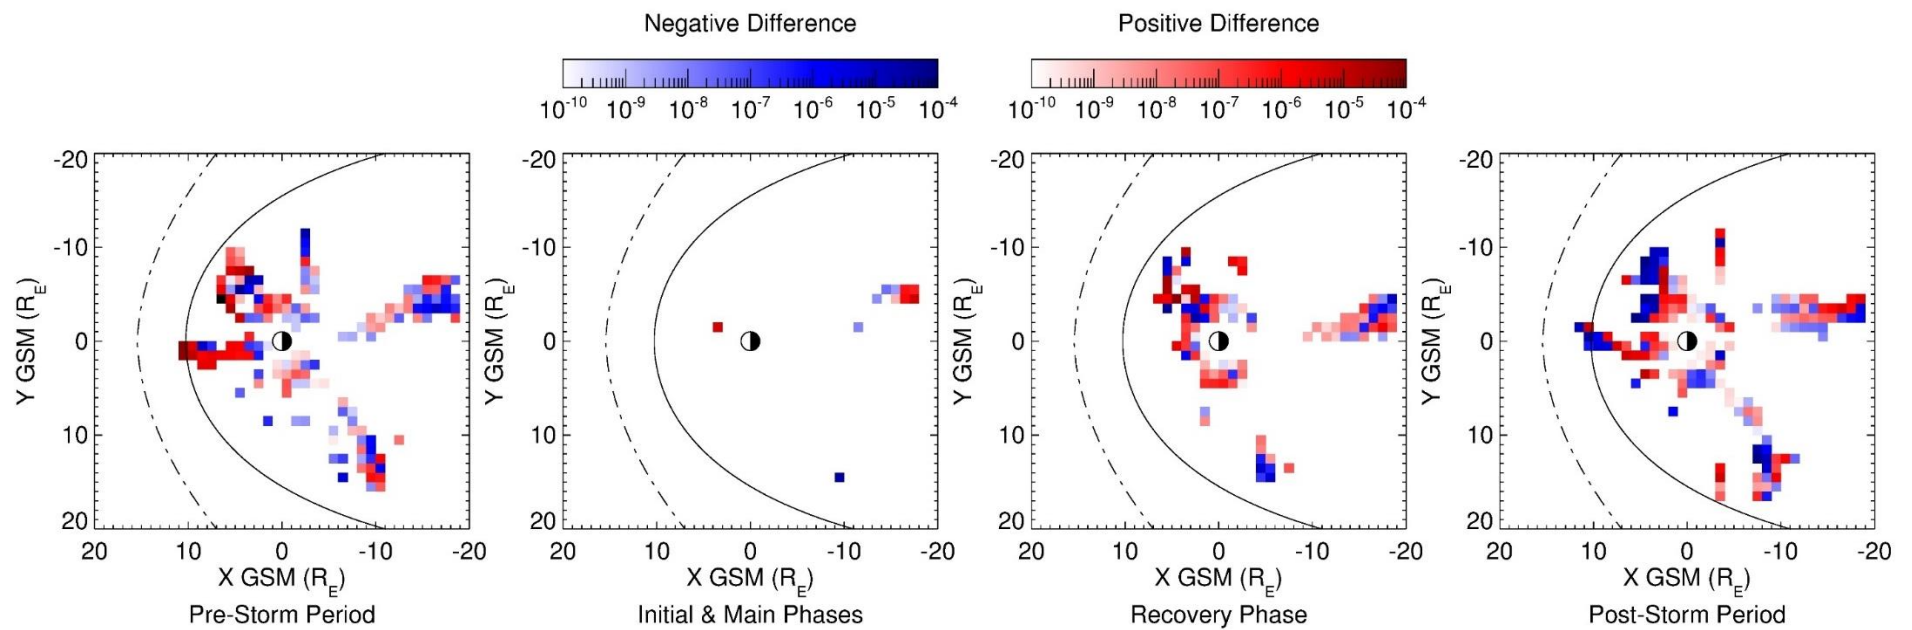 Negative Difference
Positive Difference
10^-10 10^-9 10^-8 10^-7 10^-6 10^-5 10^-4
10^-10 10^-9 10^-8 10^-7 10^-6 10^-5 10^-4
-20
-10
0
10
20
Y GSM (R_E)
20 10 0 -10 -20
X GSM (R_E)
Pre-Storm Period
-20
-10
0
10
20
Y GSM (R_E)
20 10 0 -10 -20
X GSM (R_E)
Initial & Main Phases
-20
-10
0
10
20
Y GSM (R_E)
20 10 0 -10 -20
X GSM (R_E)
Recovery Phase
-20
-10
0
10
20
Y GSM (R_E)
20 10 0 -10 -20
X GSM (R_E)
Post-Storm Period